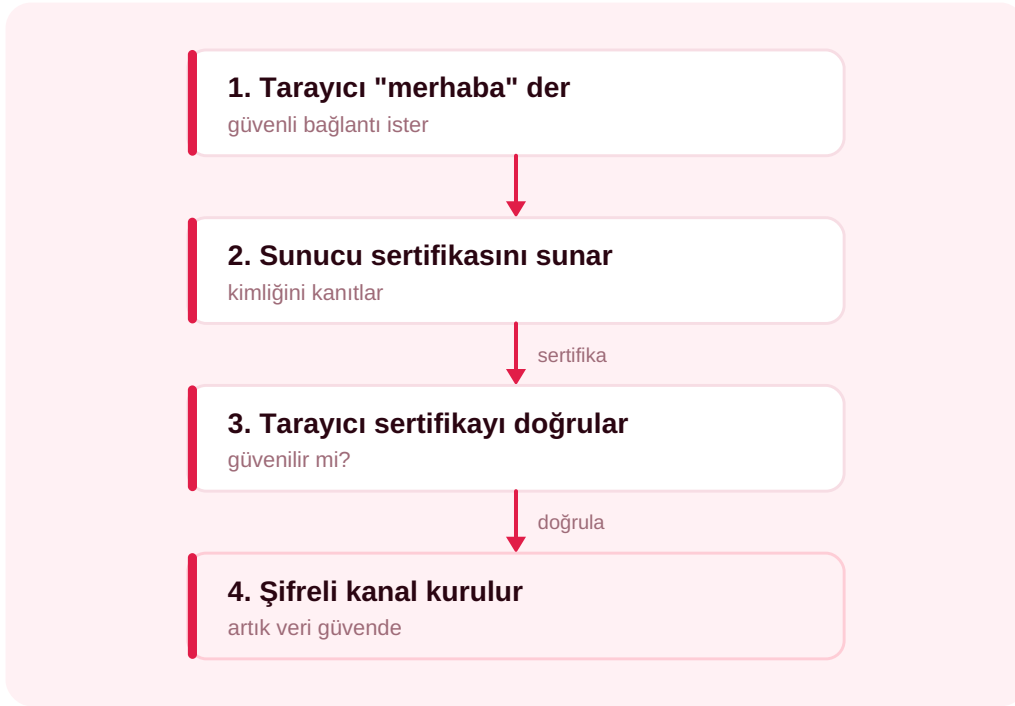 1. Tarayıcı "merhaba" der
güvenli bağlantı ister
2. Sunucu sertifikasını sunar
kimliğini kanıtlar
sertifika
3. Tarayıcı sertifikayı doğrular
güvenilir mi?
doğrula
4. Şifreli kanal kurulur
artık veri güvende